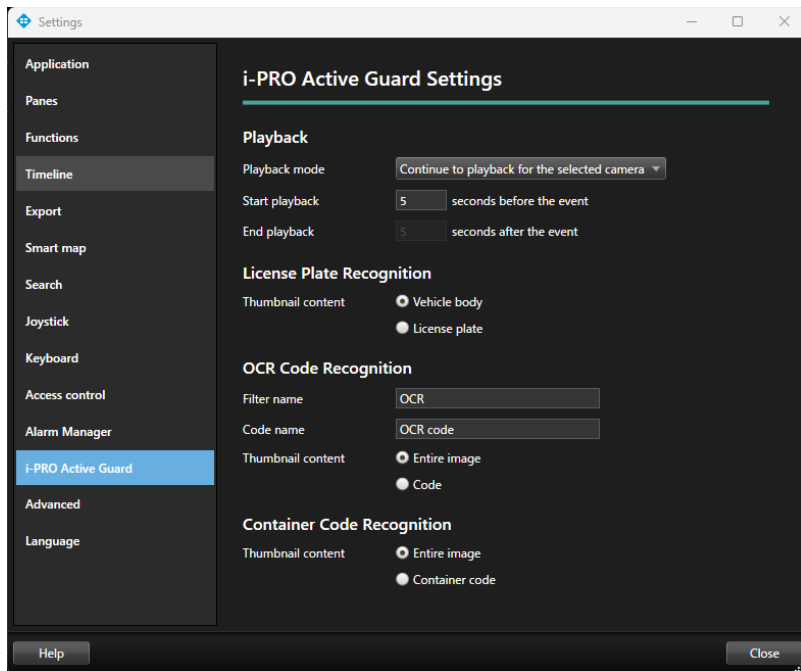 Settings
Application
Panes
Functions
Timeline
Export
Smart map
Search
Joystick
Keyboard
Access control
Alarm Manager
i-PRO Active Guard
Advanced
Language
i-PRO Active Guard Settings
Playback
Playback mode Continue to playback for the selected camera
Start playback 5 seconds before the event
End playback 5 seconds after the event
License Plate Recognition
Thumbnail content Vehicle body
License plate
OCR Code Recognition
Filter name OCR
Code name OCR code
Thumbnail content Entire image
Code
Container Code Recognition
Thumbnail content Entire image
Container code
Help Close